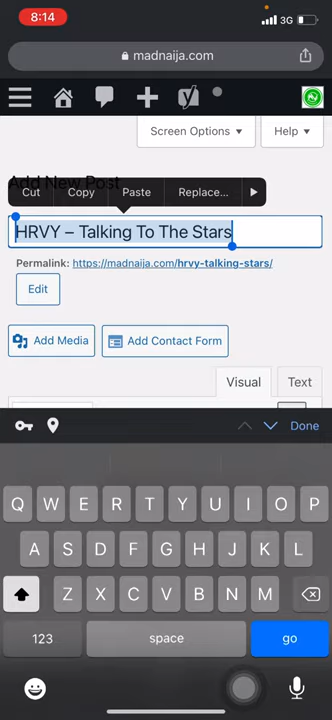 8:14
3G
madnaija.com
Screen Options
Help
Add New Post
Cut
Copy
Paste
Replace...
HRVY – Talking To The Stars
Permalink: https://madnaija.com/hrvy-talking-stars/
Edit
Add Media
Add Contact Form
Visual
Text
Done
Q W E R T Y U I O P
A S D F G H J K L
Z X C V B N M
123
space
go